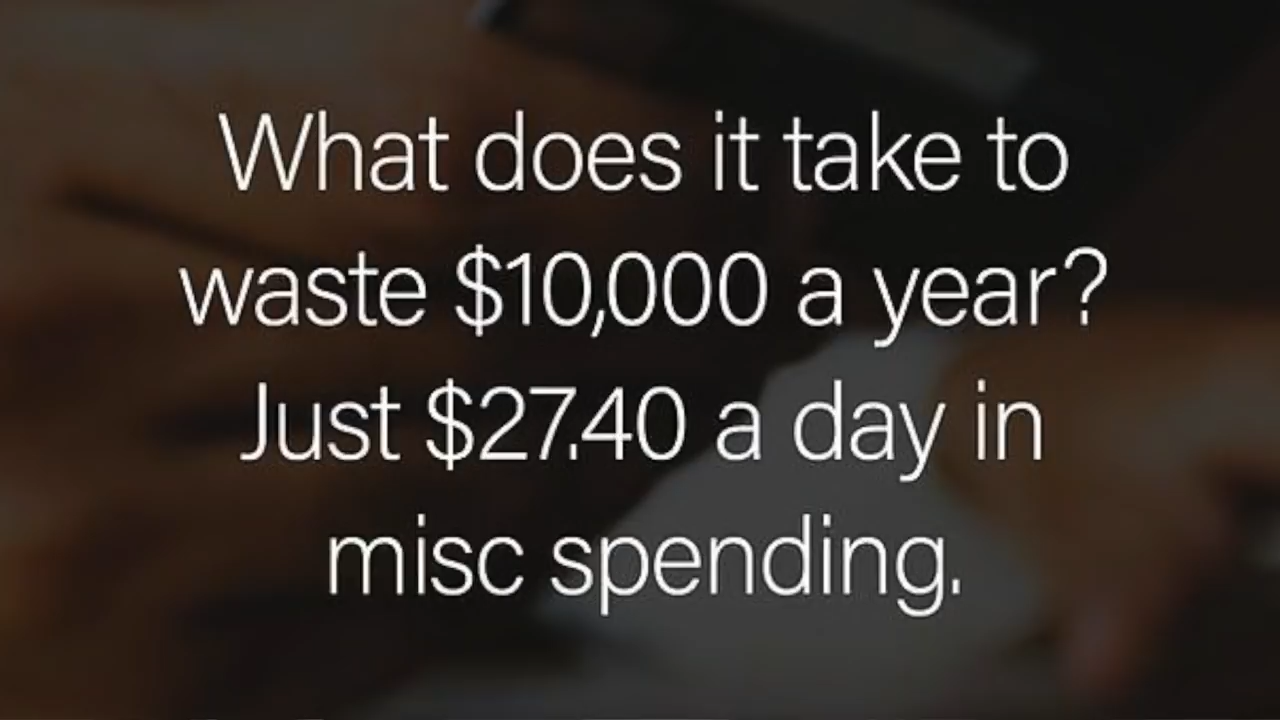 What does it take to
waste $10,000 a year?
Just $27.40 a day in
misc spending.